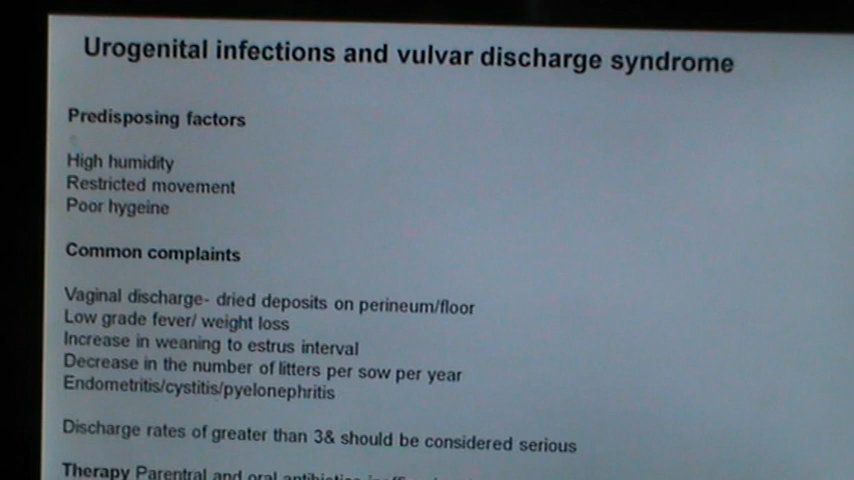 Urogenital infections and vulvar discharge syndrome
Predisposing factors
High humidity
Restricted movement
Poor hygeine
Common complaints
Vaginal discharge- dried deposits on perineum/floor
Low grade fever/ weight loss
Increase in weaning to estrus interval
Decrease in the number of litters per sow per year
Endometritis/cystitis/pyelonephritis
Discharge rates of greater than 3& should be considered serious
Therapy Parentral and oral antibiotics